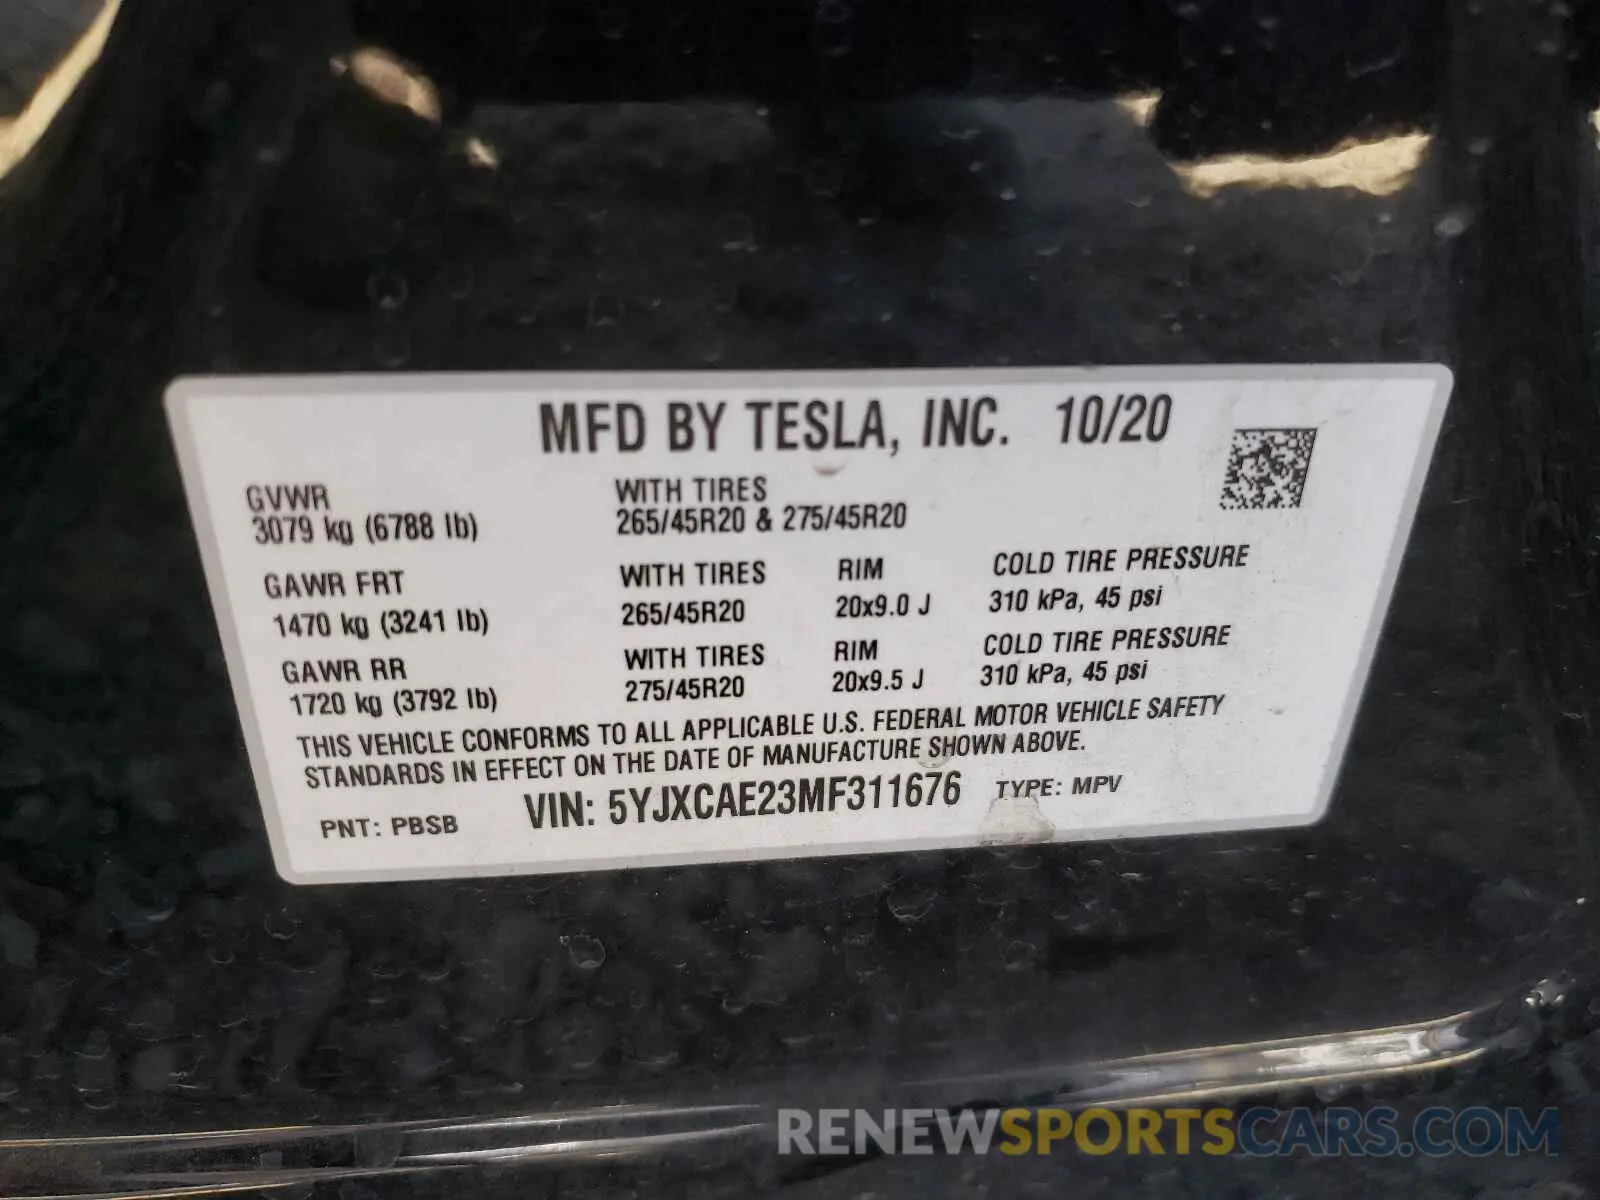 MFD BY TESLA, INC. 10/20
GVWR
3079 kg (6788 lb)
WITH TIRES
265/45R20 & 275/45R20
GAWR FRT
1470 kg (3241 lb)
WITH TIRES
265/45R20
RIM
20x9.0 J
COLD TIRE PRESSURE
310 kPa, 45 psi
GAWR RR
1720 kg (3792 lb)
WITH TIRES
275/45R20
RIM
20x9.5 J
COLD TIRE PRESSURE
310 kPa, 45 psi
THIS VEHICLE CONFORMS TO ALL APPLICABLE U.S. FEDERAL MOTOR VEHICLE SAFETY
STANDARDS IN EFFECT ON THE DATE OF MANUFACTURE SHOWN ABOVE.
PNT: PBSB VIN: 5YJXCAE23MF311676 TYPE: MPV
RENEWSPORTSCARS.COM